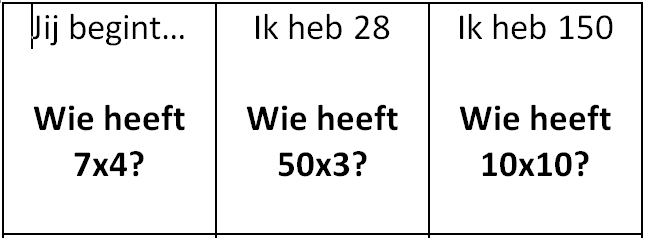 Jij begint...
Wie heeft
7x4?
Ik heb 28
Wie heeft
50x3?
Ik heb 150
Wie heeft
10x10?